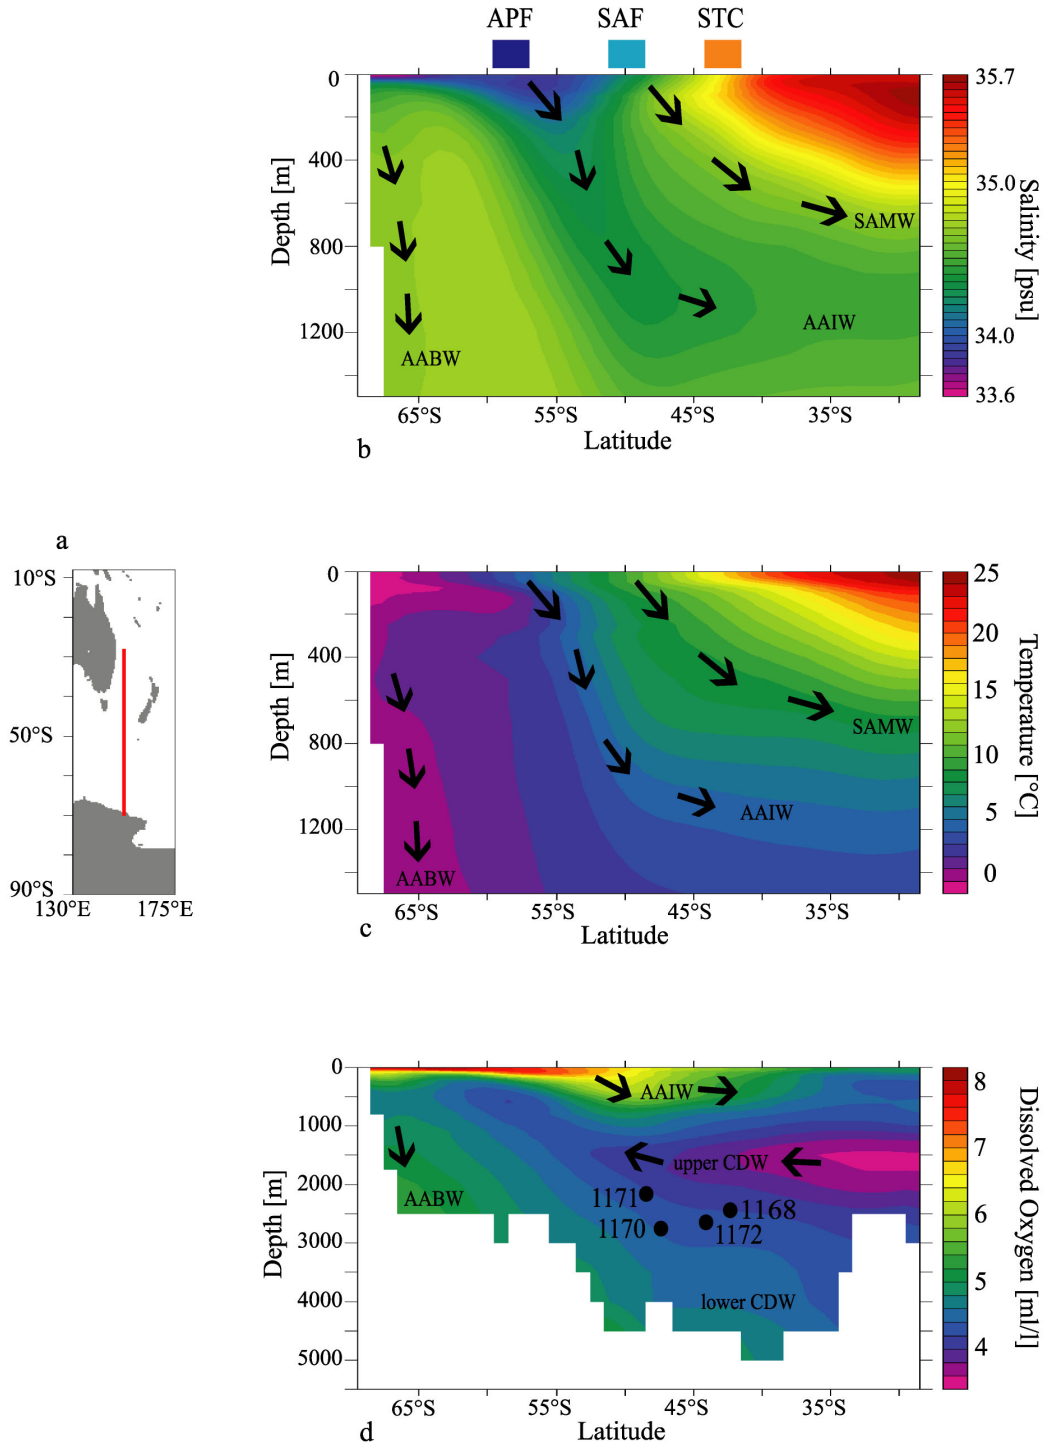 APF SAF STC
0
400
800
1200
Depth [m]
65°S 55°S 45°S 35°S
Latitude
b
SAMW
AAIW
AABW
35.7
35.0
34.0
33.6
Salinity [psu]
a
10°S
50°S
90°S
130°E 175°E
0
400
800
1200
Depth [m]
65°S 55°S 45°S 35°S
Latitude
c
SAMW
AAIW
AABW
25
20
15
10
5
0
Temperature [°C]
0
1000
2000
3000
4000
5000
Depth [m]
65°S 55°S 45°S 35°S
Latitude
d
AAIW
upper CDW
AABW
1171
1168
1170
1172
lower CDW
8
7
6
5
4
Dissolved Oxygen [ml/l]